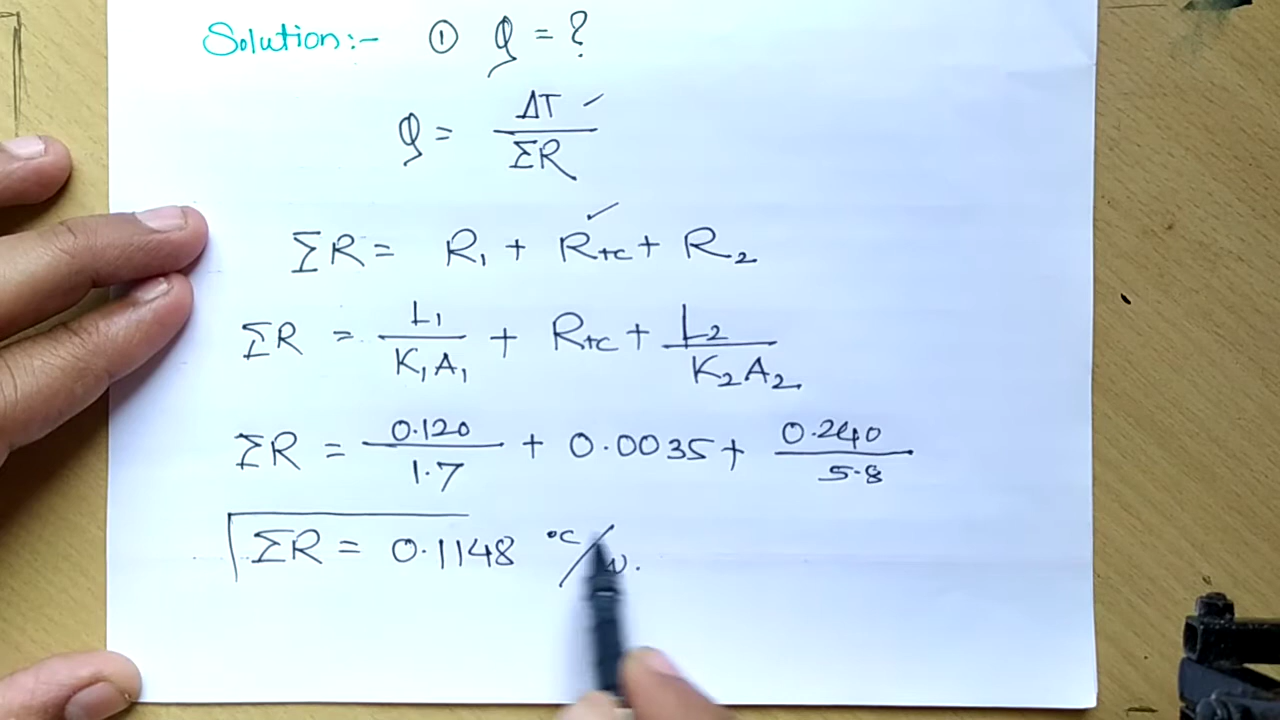 Solution:- ① Q = ?
Q = ΔT / ΣR
ΣR = R₁ + Rtc + R₂
ΣR = L₁ / K₁A₁ + Rtc + L₂ / K₂A₂
ΣR = 0.120 / 1.7 + 0.0035 + 0.240 / 5.8
ΣR = 0.1148 °C/W.